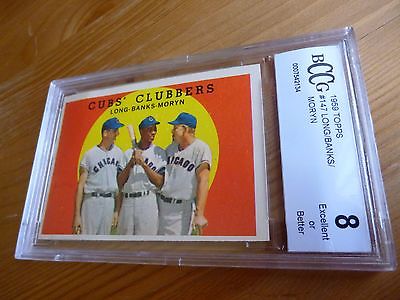 CUBS' CLUBBERS
LONG-BANKS-MORYN
CHICAGO
CHICAGO
CHICAGO
BCCG
0003542134
1959 TOPPS
#147 LONG/BANKS/
MORYN
8
Excellent
or
Better